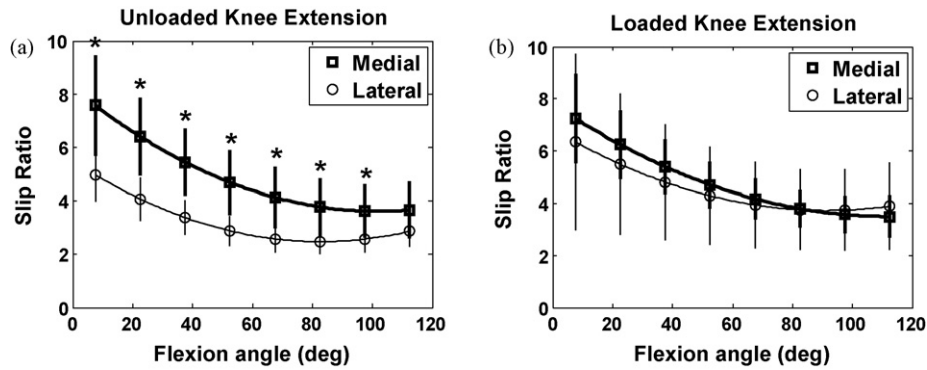 Unloaded Knee Extension
(a)
10
8
6
4
2
0
Slip Ratio
* * * * * * *
Medial
Lateral
0 20 40 60 80 100 120
Flexion angle (deg)
Loaded Knee Extension
(b)
10
8
6
4
2
0
Slip Ratio
Medial
Lateral
0 20 40 60 80 100 120
Flexion angle (deg)